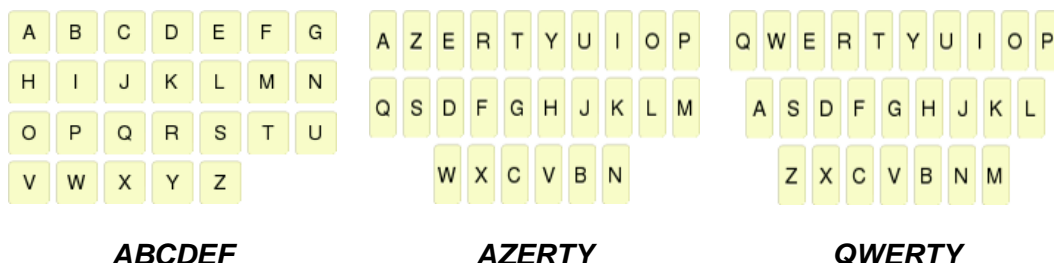 A B C D E F G
H I J K L M N
O P Q R S T U
V W X Y Z
ABCDEF
A Z E R T Y U I O P
Q S D F G H J K L M
W X C V B N
AZERTY
Q W E R T Y U I O P
A S D F G H J K L
Z X C V B N M
QWERTY